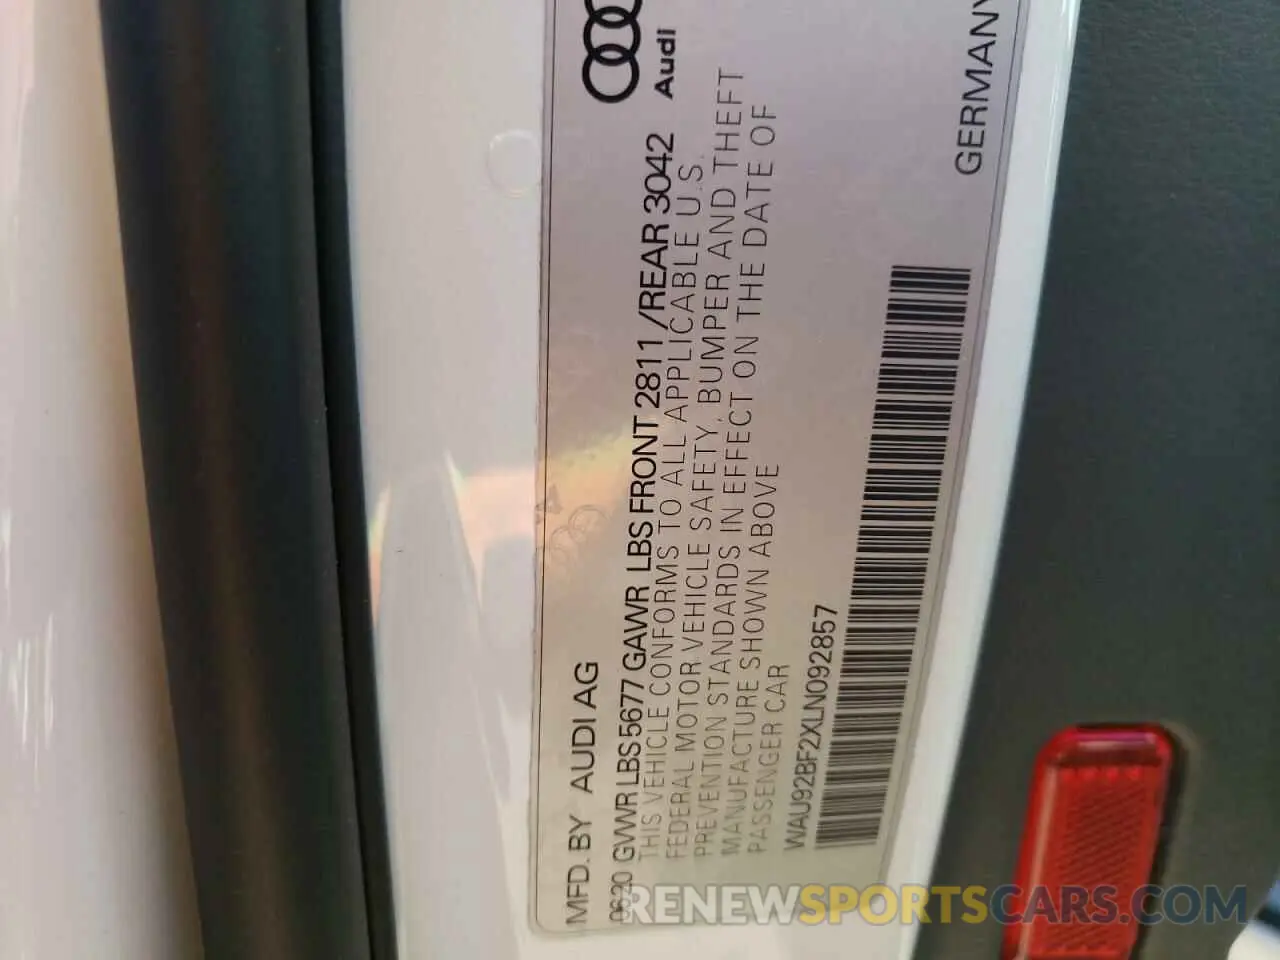 Audi
MFD. BY AUDI AG
06/20 GVWR LBS 5677 GAWR LBS FRONT 2811 /REAR 3042
THIS VEHICLE CONFORMS TO ALL APPLICABLE U.S.
FEDERAL MOTOR VEHICLE SAFETY, BUMPER AND THEFT
PREVENTION STANDARDS IN EFFECT ON THE DATE OF
MANUFACTURE SHOWN ABOVE
PASSENGER CAR
WAU92BF2XLN092857
GERMANY
RENEWSPORTSCARS.COM